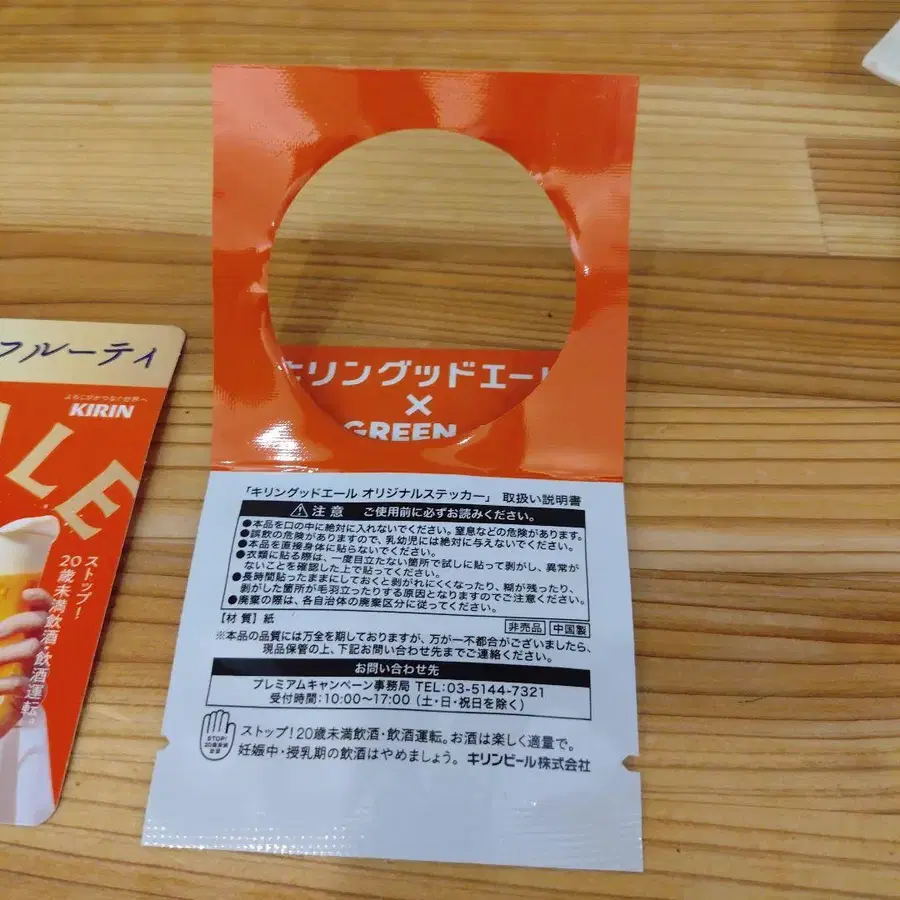 フルーティ
よろこびがつなぐ世界へ
KIRIN
ALE
ストップ!
20歳未満飲酒・飲酒運転。
キリングッドエール
×
GREEN
「キリングッドエール オリジナルステッカー」 取扱い説明書
注意 ご使用前に必ずお読みください。
●本品を口の中に絶対に入れないでください。窒息などの危険があります。
●誤飲の危険がありますので、乳幼児には絶対に与えないでください。
●本品を直接身体に貼らないでください。
●衣類に貼る際は、一度目立たない箇所で試しに貼って剥がし、異常が
ないことを確認した上で貼ってください。
●長時間貼ったままにしておくと剥がれにくくなったり、糊が残ったり、
剥がした箇所が毛羽立ったりする原因となりますのでご注意ください。
●廃棄の際は、各自治体の廃棄区分に従ってください。
【材質】紙
非売品 中国製
※本品の品質には万全を期しておりますが、万が一不都合がございましたら、
現品保管の上、下記お問い合わせ先までご連絡ください。
お問い合わせ先
プレミアムキャンペーン事務局 TEL:03-5144-7321
受付時間:10:00〜17:00(土・日・祝日を除く)
STOP!
20歳未満
飲酒
ストップ!20歳未満飲酒・飲酒運転。お酒は楽しく適量で。
妊娠中・授乳期の飲酒はやめましょう。 キリンビール株式会社